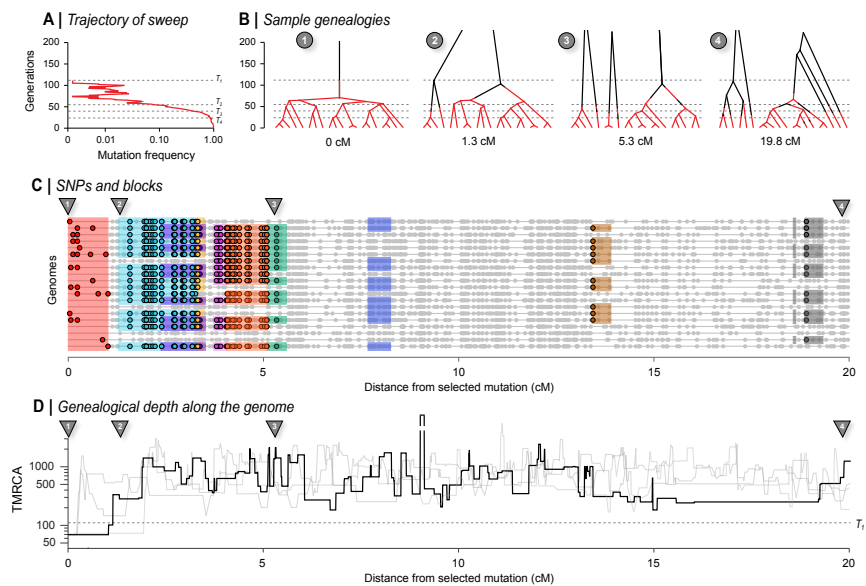 A | Trajectory of sweep
B | Sample genealogies
Generations
200
150
100
50
0
T1
T2
T3
T4
0
0.01
0.10
1.00
Mutation frequency
200
150
100
50
0
1
2
3
4
0 cM
1.3 cM
5.3 cM
19.8 cM
C | SNPs and blocks
1
2
3
4
Genomes
0
5
10
15
20
Distance from selected mutation (cM)
D | Genealogical depth along the genome
1
2
3
4
TMRCA
1000
500
100
50
T1
0
5
10
15
20
Distance from selected mutation (cM)